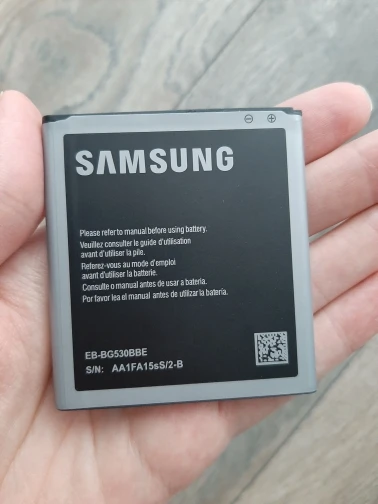 ⊖ ⊕
SAMSUNG
Please refer to manual before using battery.
Veuillez consulter le guide d'utilisation
avant d'utiliser la pile.
Referez-vous au mode d'emploi
avant d'utiliser la batterie.
Consulte o manual antes de usar a bateria.
Por favor lea el manual antes de utilizar la batería.
EB-BG530BBE
S/N: AA1FA15sS/2-B